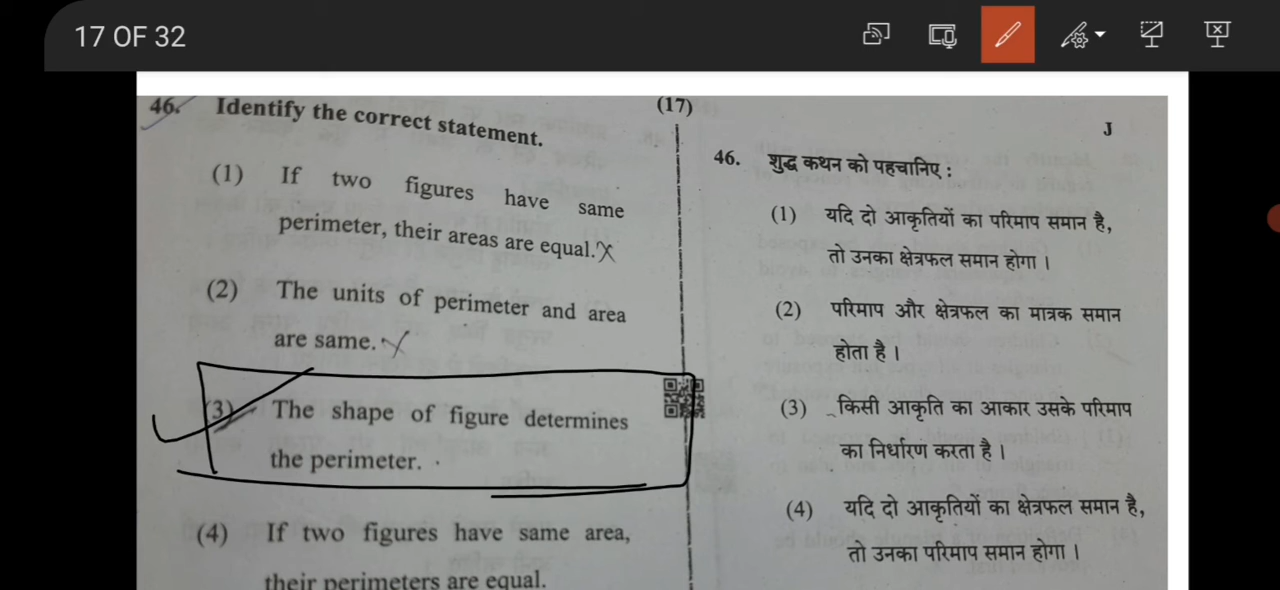 17 OF 32
(17)
J
46. Identify the correct statement.
(1) If two figures have same
perimeter, their areas are equal.
(2) The units of perimeter and area
are same.
(3) The shape of figure determines
the perimeter.
(4) If two figures have same area,
their perimeters are equal.
46. शुद्ध कथन को पहचानिए :
(1) यदि दो आकृतियों का परिमाप समान है,
तो उनका क्षेत्रफल समान होगा ।
(2) परिमाप और क्षेत्रफल का मात्रक समान
होता है ।
(3) किसी आकृति का आकार उसके परिमाप
का निर्धारण करता है ।
(4) यदि दो आकृतियों का क्षेत्रफल समान है,
तो उनका परिमाप समान होगा ।